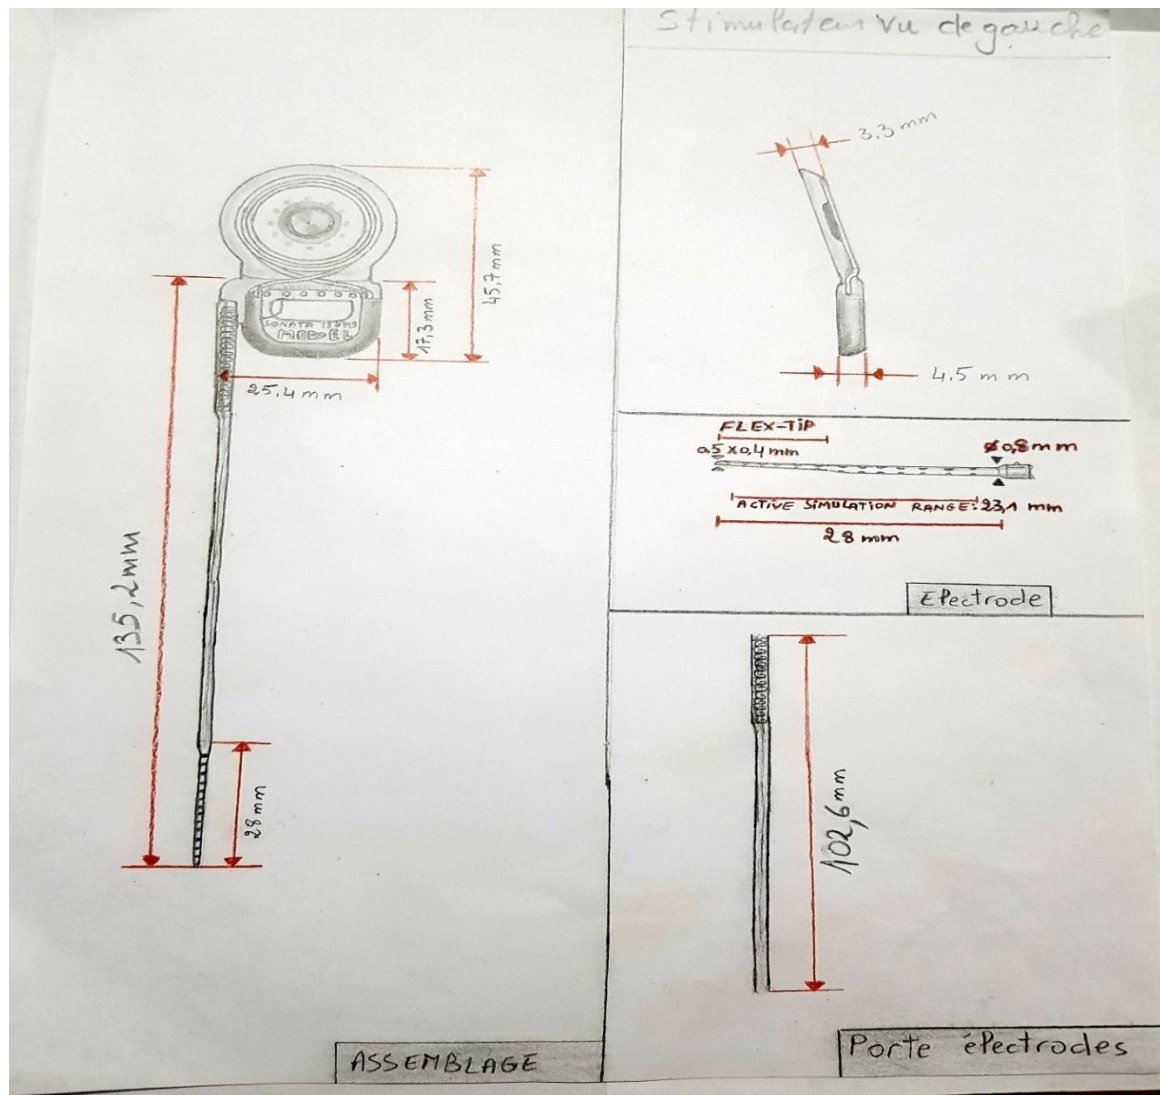 Stimulateur vu de gauche
3,3 mm
4,5 mm
45,7 mm
17,3 mm
MED-EL
25,4 mm
135,2 mm
28 mm
ASSEMBLAGE
FLEX-TiP
0,5 x 0,4 mm
ø 0,8 mm
ACTIVE SIMULATION RANGE: 23,1 mm
28 mm
Electrode
102,6 mm
Porte électrodes